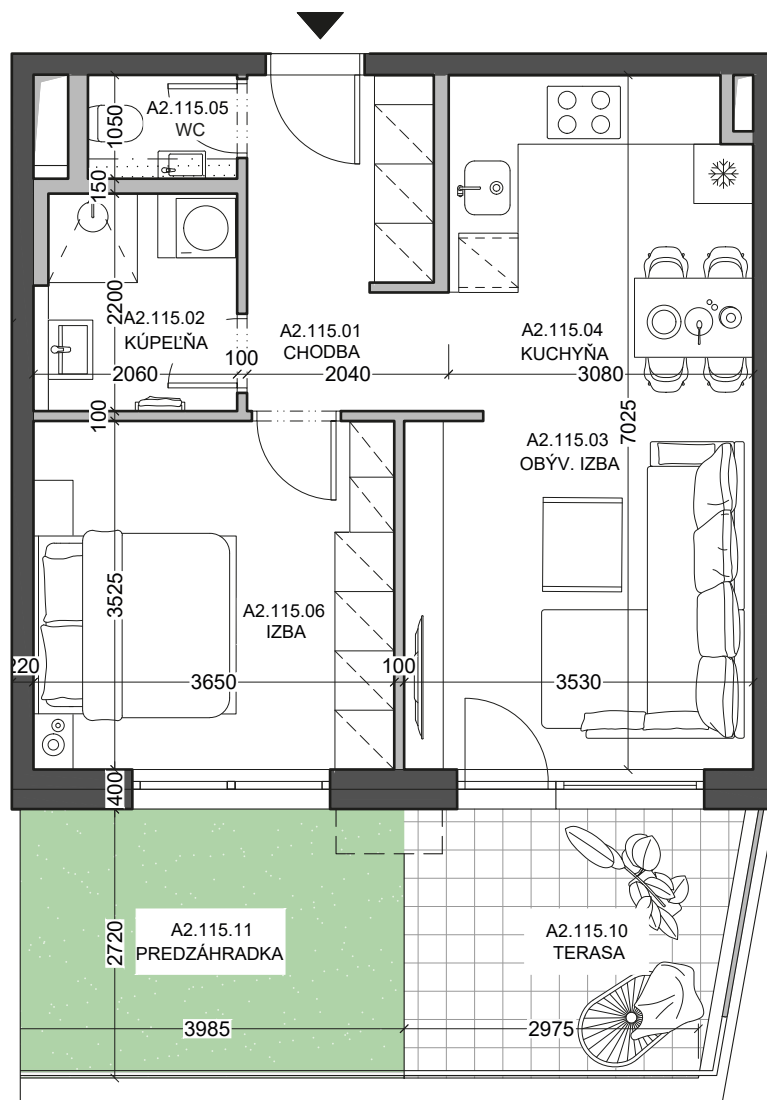 A2.115.05
WC
1050
150
2200
A2.115.02
KÚPEĽŇA
A2.115.01
CHODBA
A2.115.04
KUCHYŇA
100
2060
2040
3080
100
7025
A2.115.03
OBÝV. IZBA
3525
A2.115.06
IZBA
220
3650
100
3530
400
2720
A2.115.11
PREDZÁHRADKA
A2.115.10
TERASA
3985
2975